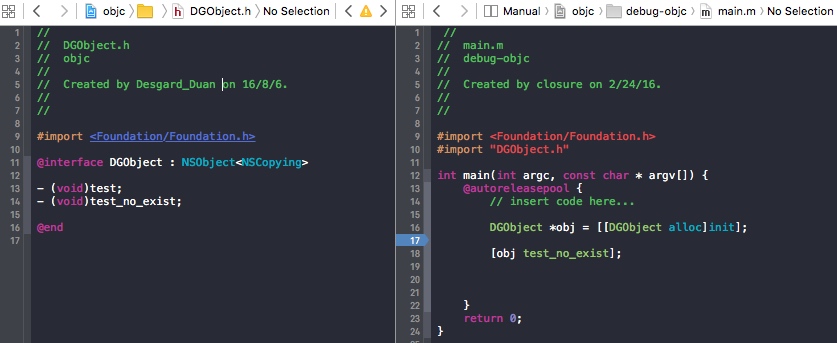 objc DGObject.h No Selection
1 //
2 // DGObject.h
3 // objc
4 //
5 // Created by Desgard_Duan on 16/8/6.
6 //
7 //
8
9 #import <Foundation/Foundation.h>
10
11 @interface DGObject : NSObject<NSCopying>
12
13 - (void)test;
14 - (void)test_no_exist;
15
16 @end
17
Manual objc debug-objc main.m No Selection
1 //
2 // main.m
3 // debug-objc
4 //
5 // Created by closure on 2/24/16.
6 //
7 //
8
9 #import <Foundation/Foundation.h>
10 #import "DGObject.h"
11
12 int main(int argc, const char * argv[]) {
13 @autoreleasepool {
14 // insert code here...
15
16 DGObject *obj = [[DGObject alloc]init];
17
18 [obj test_no_exist];
19
20
21
22 }
23 return 0;
24 }